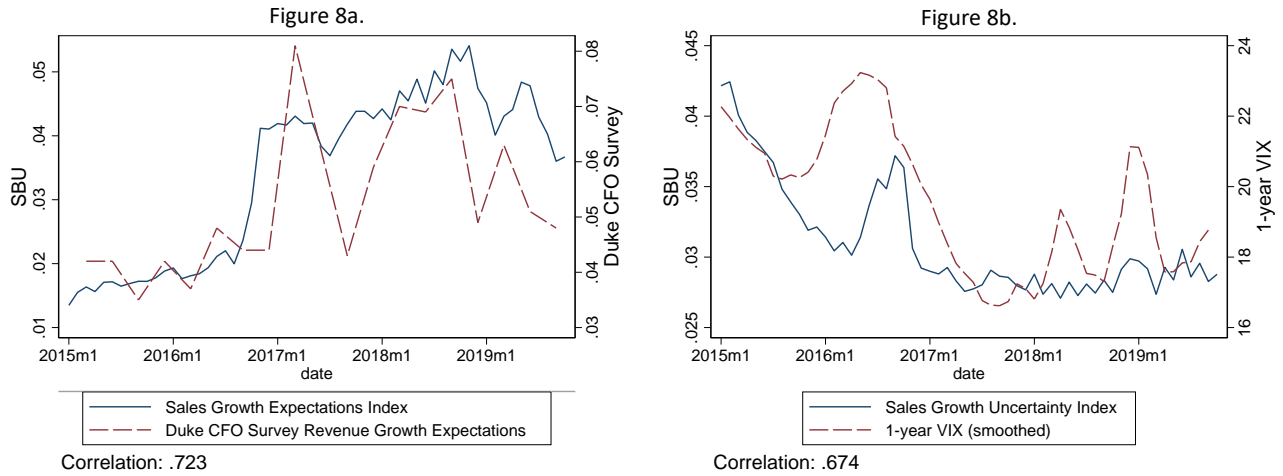 Figure 8a.
SBU
.05
.04
.03
.02
.01
.08
.07
.06
.05
.04
.03
Duke CFO Survey
2015m1 2016m1 2017m1 2018m1 2019m1
date
Sales Growth Expectations Index
Duke CFO Survey Revenue Growth Expectations
Correlation: .723
Figure 8b.
SBU
.045
.04
.035
.03
.025
24
22
20
18
16
1-year VIX
2015m1 2016m1 2017m1 2018m1 2019m1
date
Sales Growth Uncertainty Index
1-year VIX (smoothed)
Correlation: .674